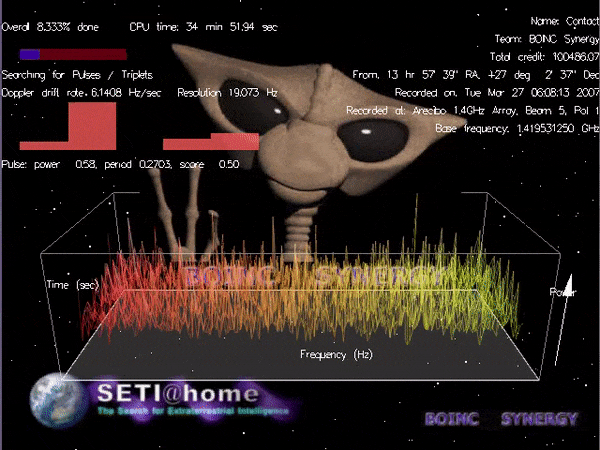 Overall 8.333% done CPU time: 34 min 51.94 sec
Searching for Pulses / Triplets
Doppler drift rate 6.1408 Hz/sec Resolution 19.073 Hz
Pulse: power 0.58, period 0.2703, score 0.50
Name: Contact
Team: BOINC Synergy
Total credit: 100486.07
From: 13 hr 57' 39" RA, +27 deg 2' 37" Dec
Recorded on: Tue Mar 27 06:08:13 2007
Recorded at: Arecibo 1.4GHz Array, Beam 5, Pol 1
Base frequency: 1.419531250 GHz
BOINC SYNERGY
Time (sec)
Power
Frequency (Hz)
SETI@home
The Search for Extraterrestrial Intelligence
BOINC SYNERGY